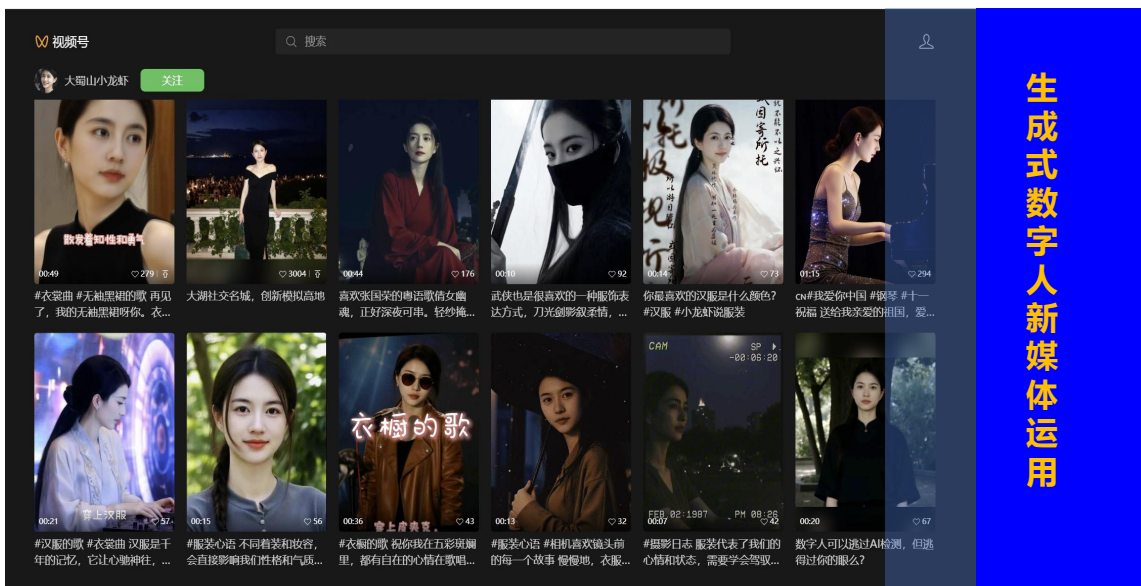 视频号
搜索
大蜀山小龙虾
关注
散发着知性和勇气
00:49
279
3004
00:44
176
00:10
92
00:14
73
01:15
294
#衣裳曲 #无袖黑裙的歌 再见
了，我的无袖黑裙呀你。衣...
大湖社交名城，创新模拟高地
喜欢张国荣的粤语歌倩女幽
魂，正好深夜可串。轻纱掩...
武侠也是很喜欢的一种服饰表
达方式，刀光剑影叙柔情，...
你最喜欢的汉服是什么颜色？
#汉服 #小龙虾说服装
CN#我爱你中国 #钢琴 #十一
祝福 送给我亲爱的祖国，爱...
穿上汉服
00:21
57
00:15
56
衣橱的歌
穿上皮夹克
00:36
43
00:13
32
CAM
SP
-00:06:20
FEB.02:1987
PM 08:26
00:07
42
00:20
67
#汉服的歌 #衣裳曲 汉服是千
年的记忆，它让心驰神往，...
#服装心语 不同着装和妆容，
会直接影响我们性格和气质...
#衣橱的歌 祝你我在五彩斑斓
里，都有自在的心情在歌唱...
#服装心语 #相机喜欢镜头前
的每一个故事 慢慢地，衣服...
#摄影日志 服装代表了我们的
心情和状态，需要学会驾驭...
数字人可以逃过AI检测，但逃
得过你的眼么？
生成式数字人新媒体运用